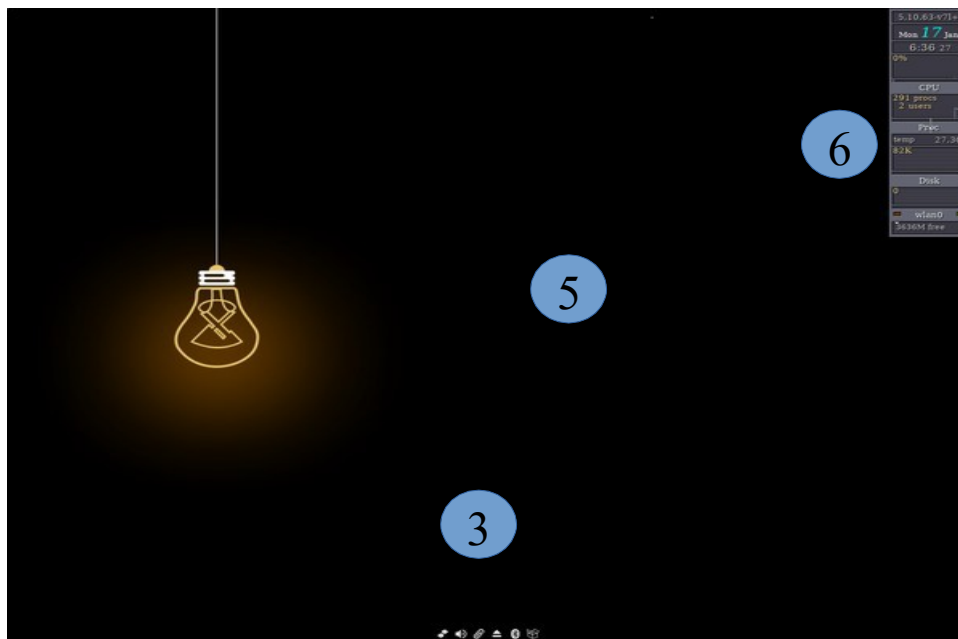 5.10.63-v7l+
Mon 17 Jan
6:36 27
0%
CPU
291 procs
2 users
Proc
6
temp 27.3
82K
Disk
0
wlan0
3636M free
5
3